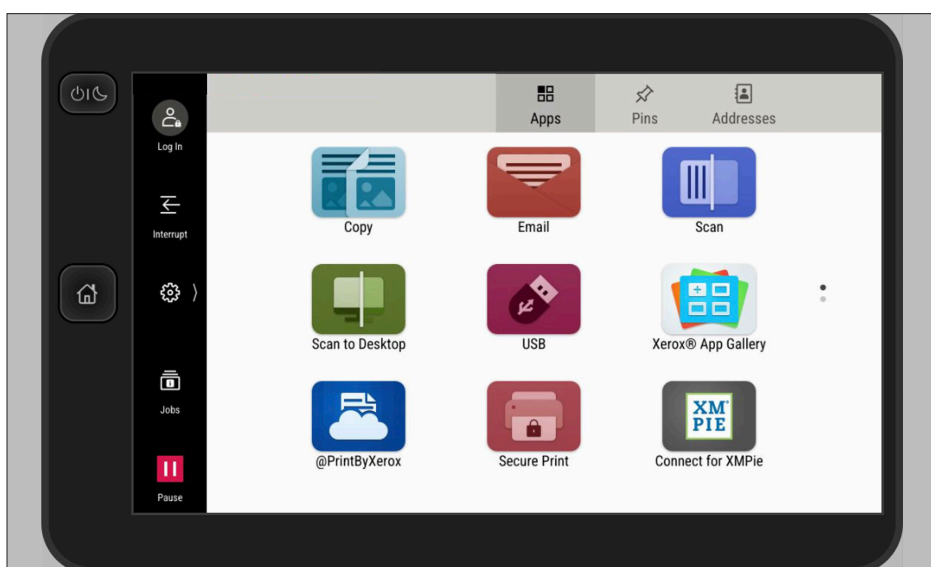 Apps
Pins
Addresses
Log In
Interrupt
Jobs
Pause
Copy
Email
Scan
Scan to Desktop
USB
Xerox® App Gallery
@PrintByXerox
XM
PIE
Secure Print
Connect for XMPie